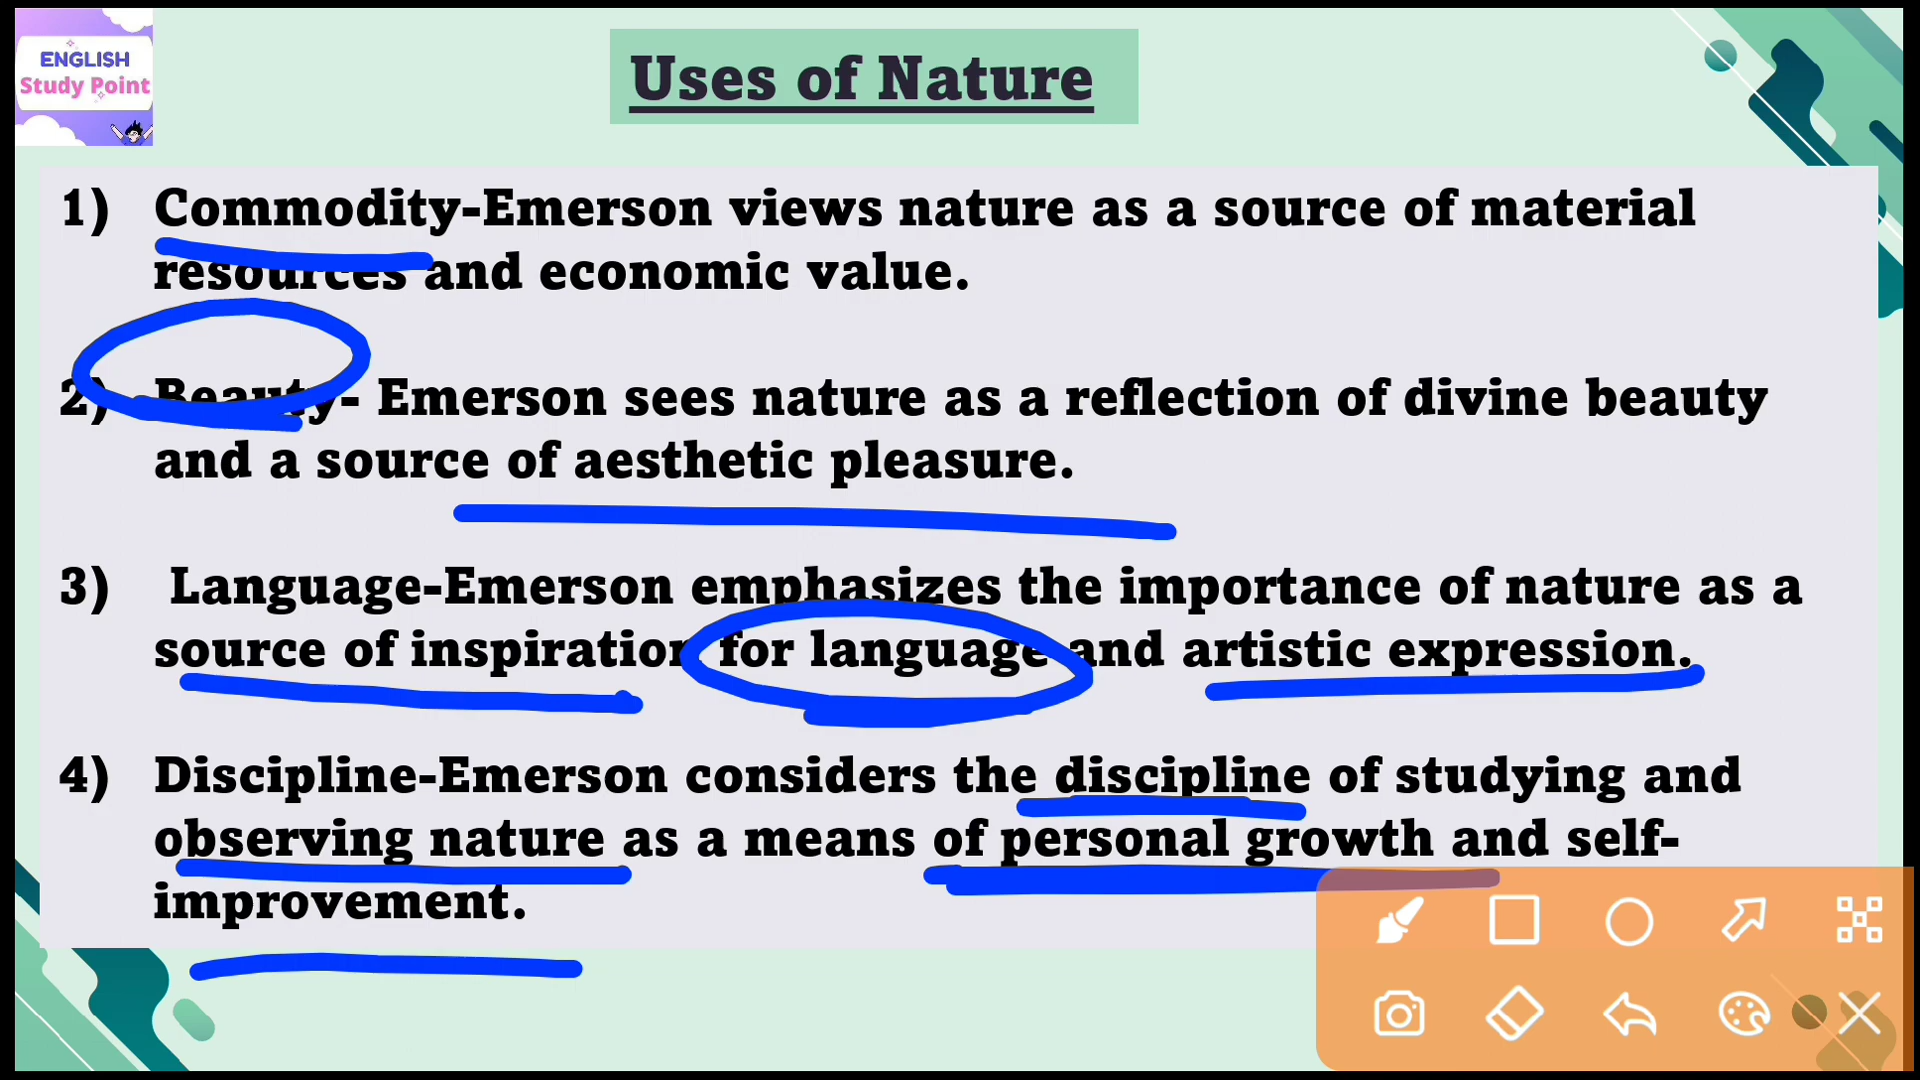 ENGLISH
Study Point
Uses of Nature
1) Commodity-Emerson views nature as a source of material
resources and economic value.
2) Beauty- Emerson sees nature as a reflection of divine beauty
and a source of aesthetic pleasure.
3) Language-Emerson emphasizes the importance of nature as a
source of inspiration for language and artistic expression.
4) Discipline-Emerson considers the discipline of studying and
observing nature as a means of personal growth and self-
improvement.